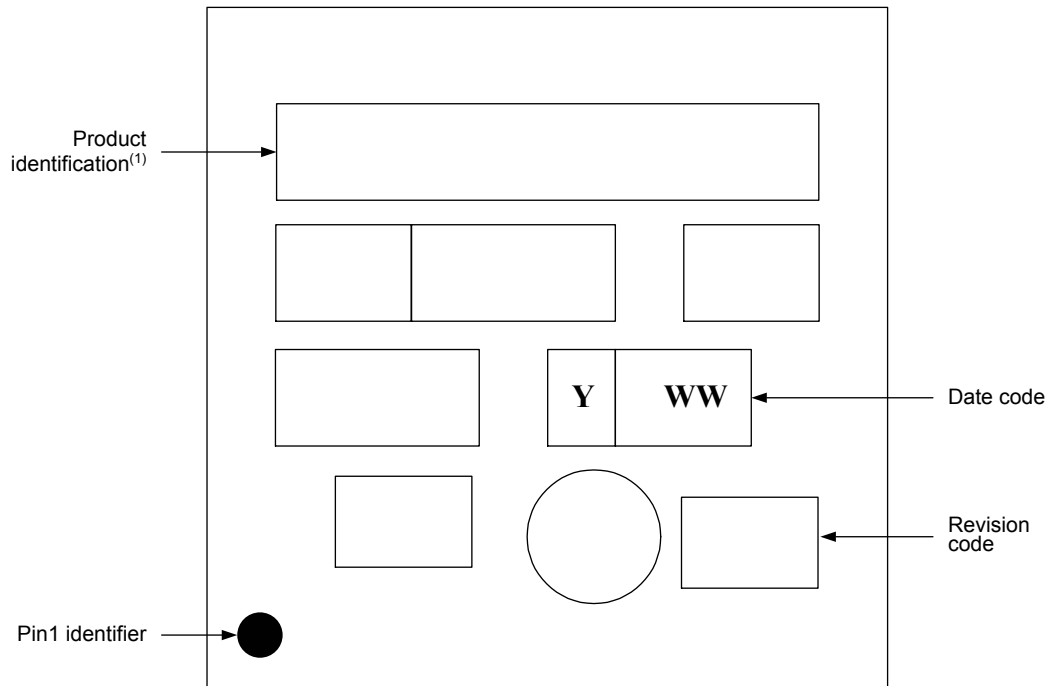 Product
identification(1)
Y WW
Date code
Revision
code
Pin1 identifier